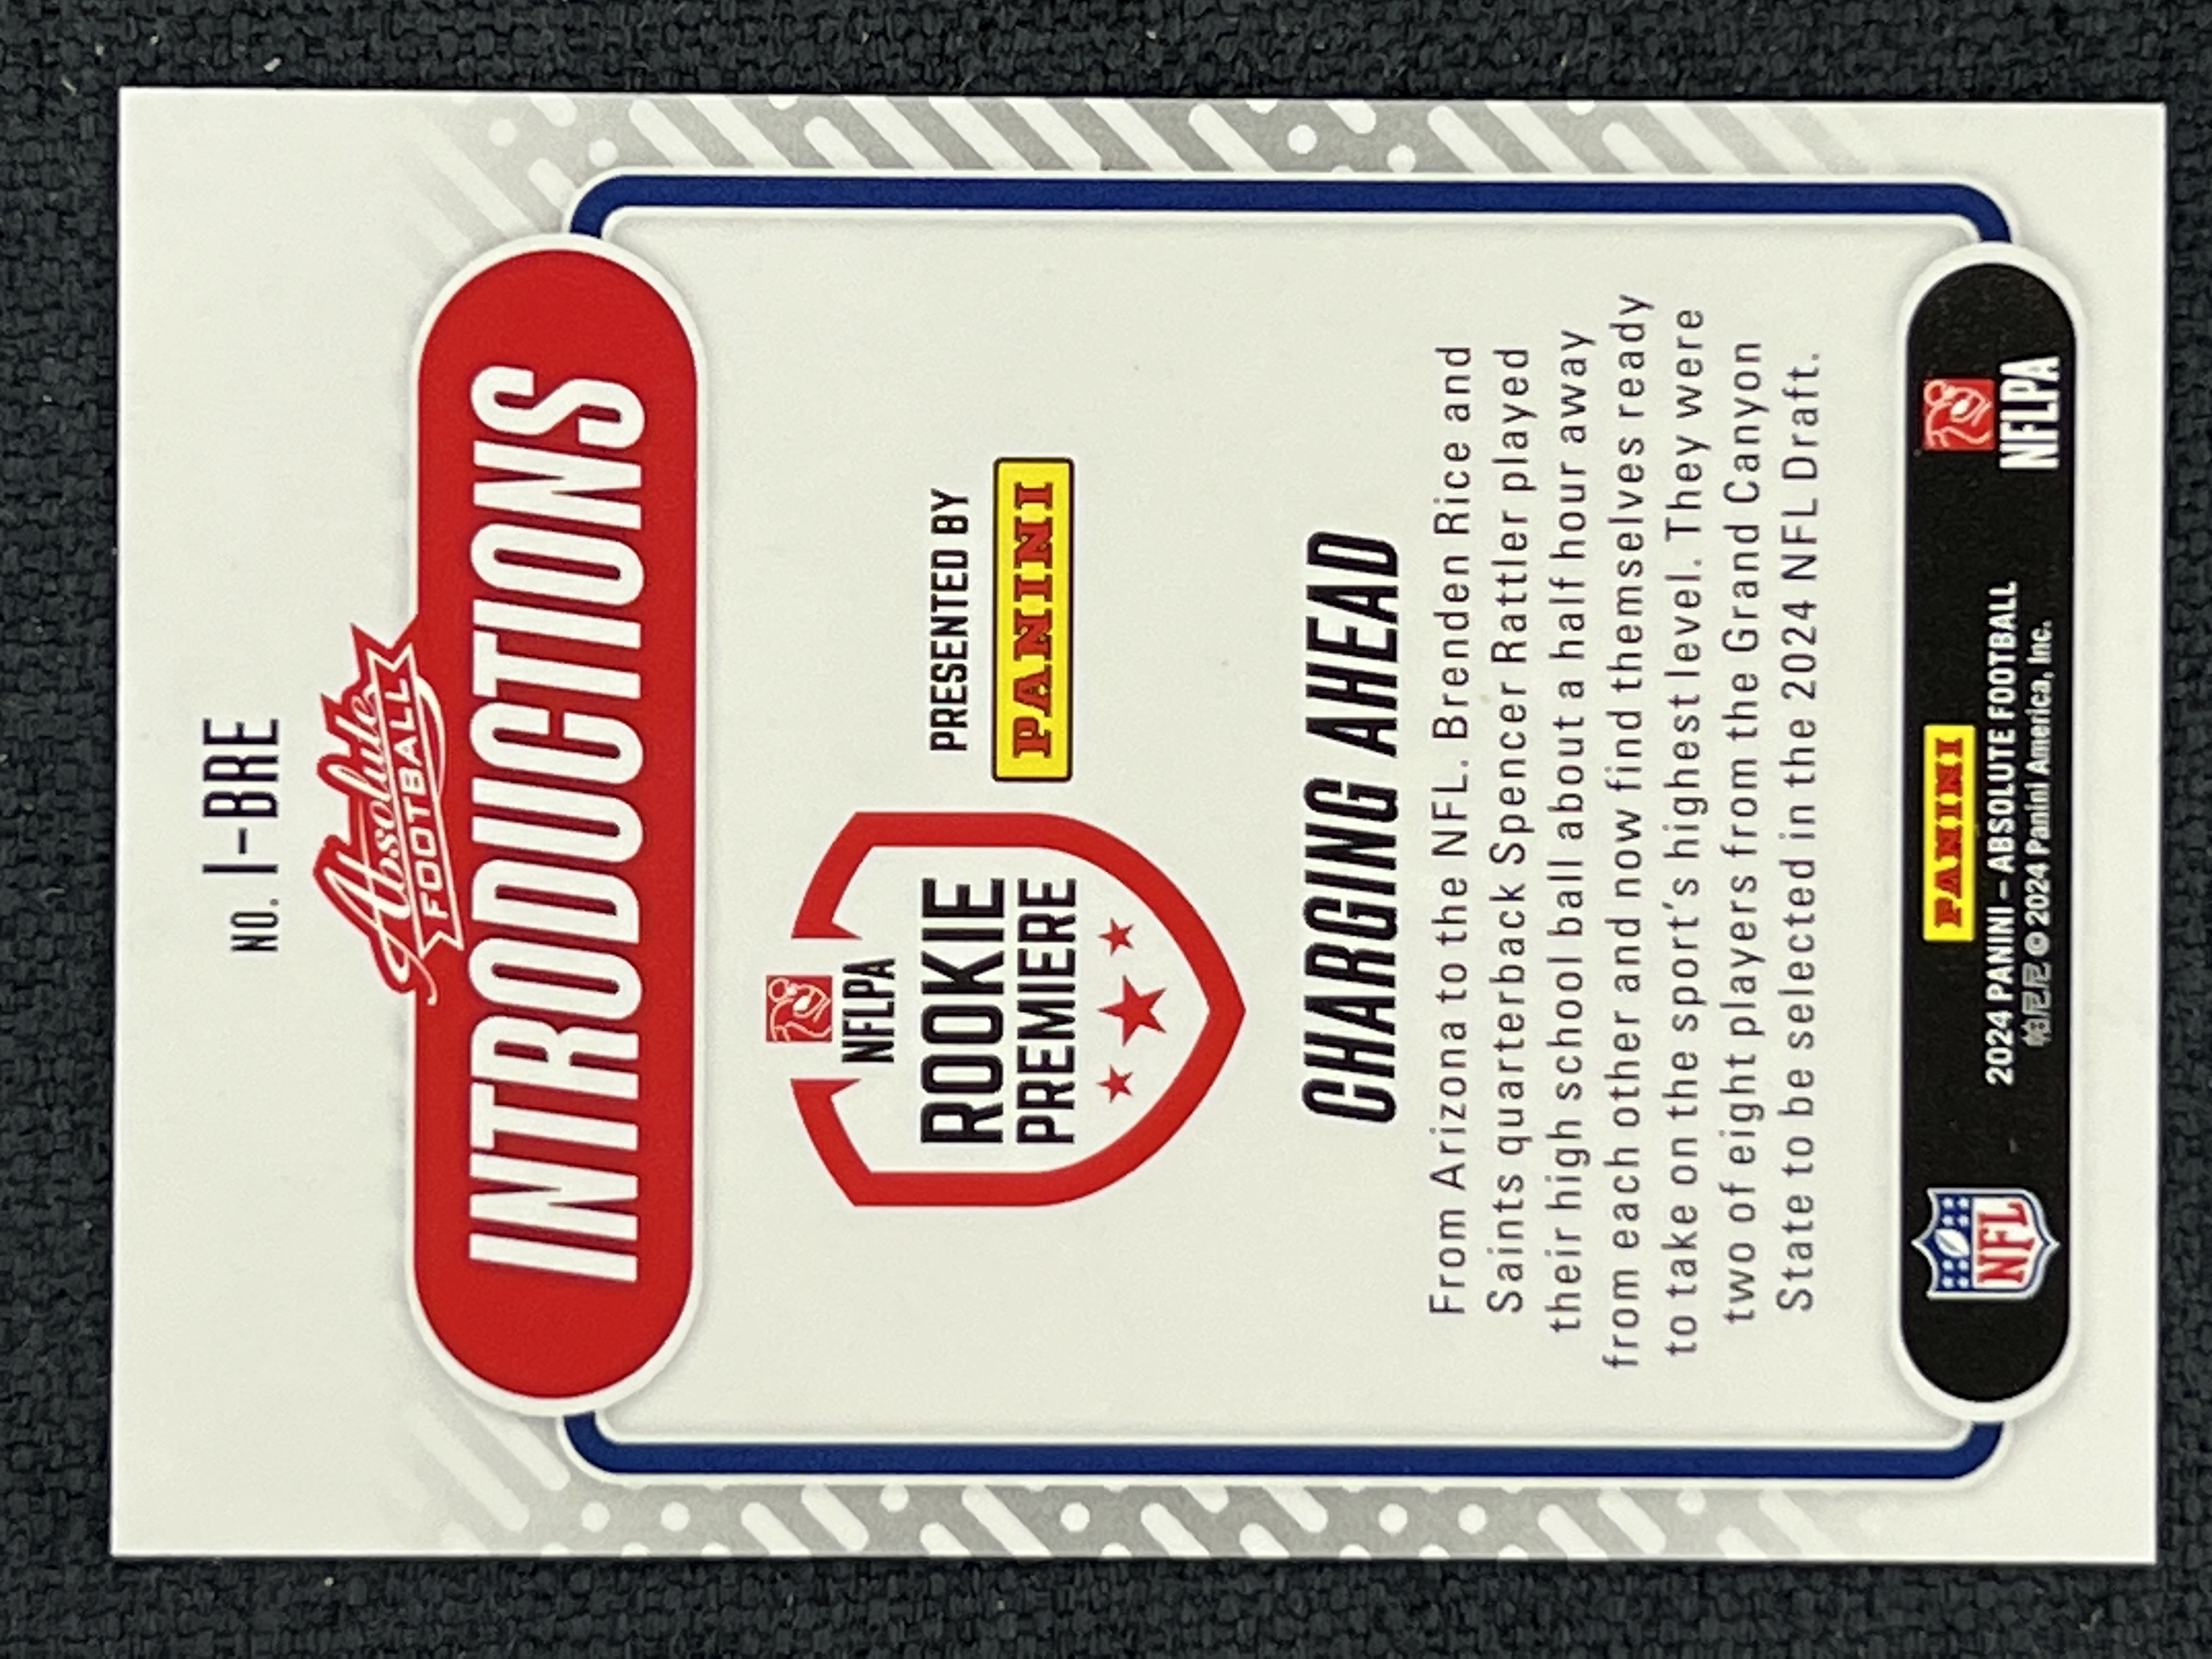 NO. I-BRE
Absolute
FOOTBALL
INTRODUCTIONS
NFLPA
ROOKIE
PREMIERE
PRESENTED BY
PANINI
CHARGING AHEAD
From Arizona to the NFL. Brenden Rice and
Saints quarterback Spencer Rattler played
their high school ball about a half hour away
from each other and now find themselves ready
to take on the sport's highest level. They were
two of eight players from the Grand Canyon
State to be selected in the 2024 NFL Draft.
NFL
PANINI
2024 PANINI – ABSOLUTE FOOTBALL
帕尼尼 © 2024 Panini America, Inc.
NFLPA